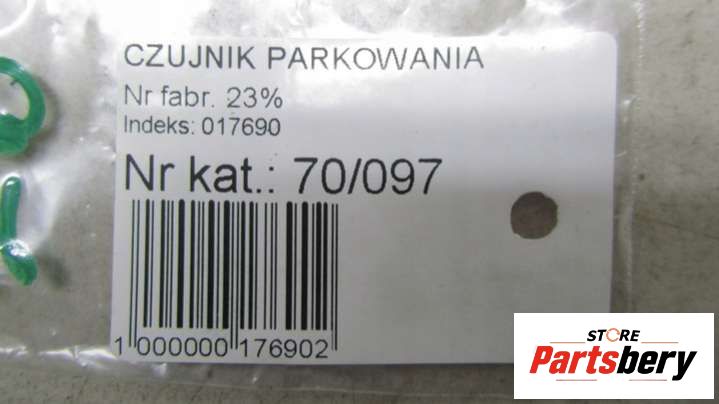 CZUJNIK PARKOWANIA
Nr fabr. 23%
Indeks: 017690
Nr kat.: 70/097
1 000000 176902
STORE
Partsbery